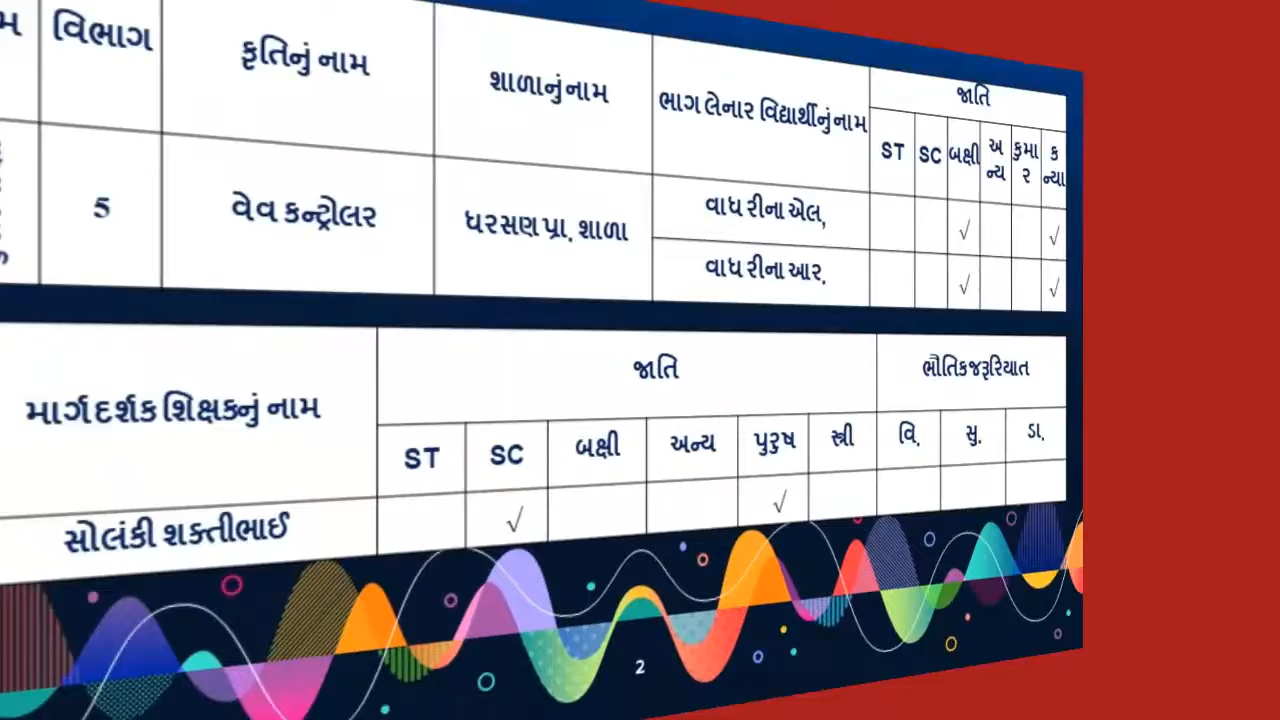 વિભાગ
કૃતિનું નામ
શાળાનું નામ
ભાગ લેનાર વિદ્યાર્થીનું નામ
જાતિ
ST SC બક્ષી અન્ય કુમાર કન્યા
5 વેવ કન્ટ્રોલર ધરસણ પ્રા. શાળા
વાઘ રીના એલ. √ √
વાઘ રીના આર. √ √
માર્ગદર્શક શિક્ષકનું નામ
જાતિ
ભૌતિક જરૂરિયાત
ST SC બક્ષી અન્ય પુરુષ સ્ત્રી વિ. સુ. ડા.
સોલંકી શક્તીભાઈ √ √
2